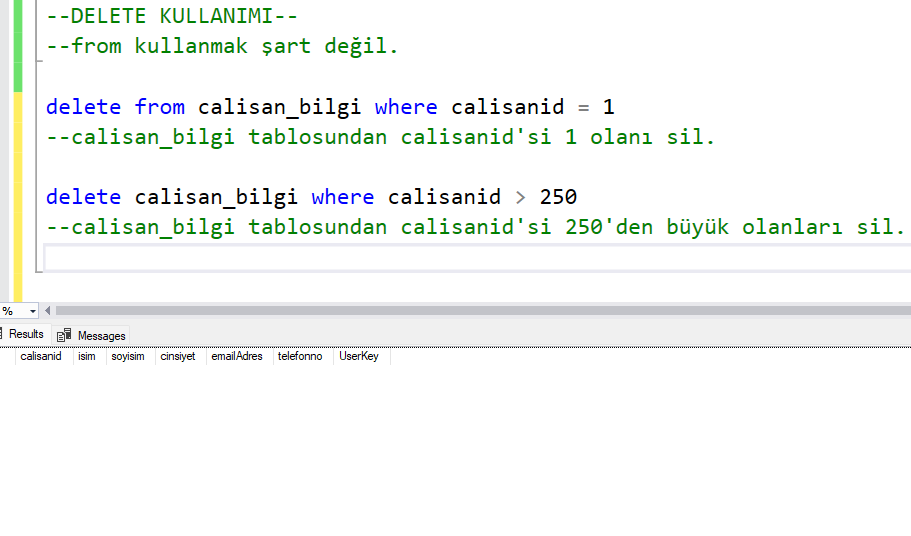 --DELETE KULLANIMI--
--from kullanmak şart değil.
delete from calisan_bilgi where calisanid = 1
--calisan_bilgi tablosundan calisanid'si 1 olanı sil.
delete calisan_bilgi where calisanid > 250
--calisan_bilgi tablosundan calisanid'si 250'den büyük olanları sil.
%
Results Messages
calisanid isim soyisim cinsiyet emailAdres telefonno UserKey